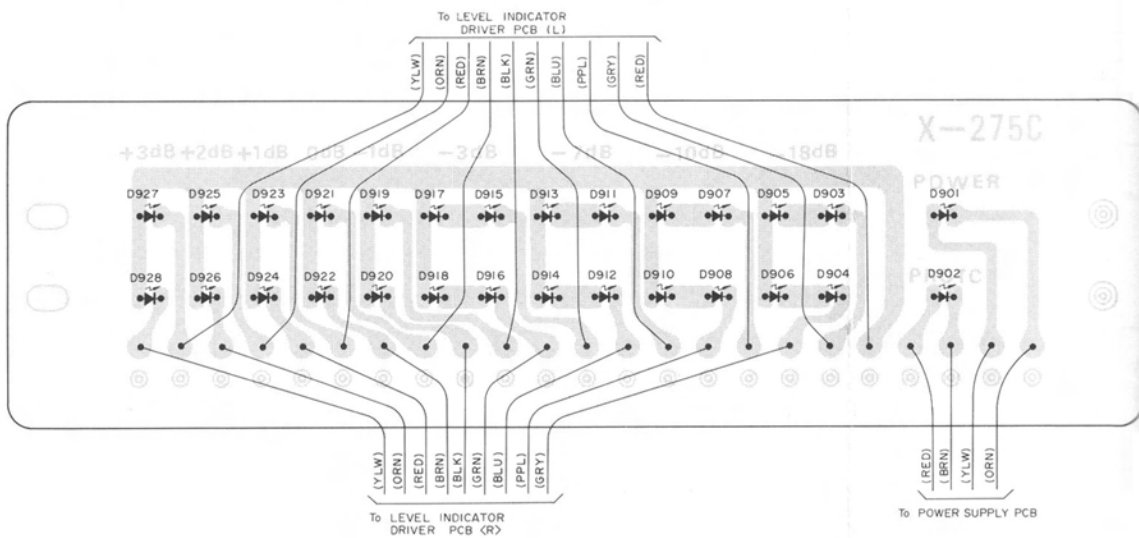 To LEVEL INDICATOR
DRIVER PCB (L)
(YLW) (ORN) (RED) (BRN) (BLK) (GRN) (BLU) (PPL) (GRY) (RED)
X-275C
+3dB +2dB +1dB 0dB -1dB -3dB -7dB -10dB -18dB
POWER
D927 D925 D923 D921 D919 D917 D915 D913 D911 D909 D907 D905 D903 D901
D928 D926 D924 D922 D920 D918 D916 D914 D912 D910 D908 D906 D904 D902
(YLW) (ORN) (RED) (BRN) (BLK) (GRN) (BLU) (PPL) (GRY)
(RED) (BRN) (YLW) (ORN)
To LEVEL INDICATOR
DRIVER PCB <R>
To POWER SUPPLY PCB